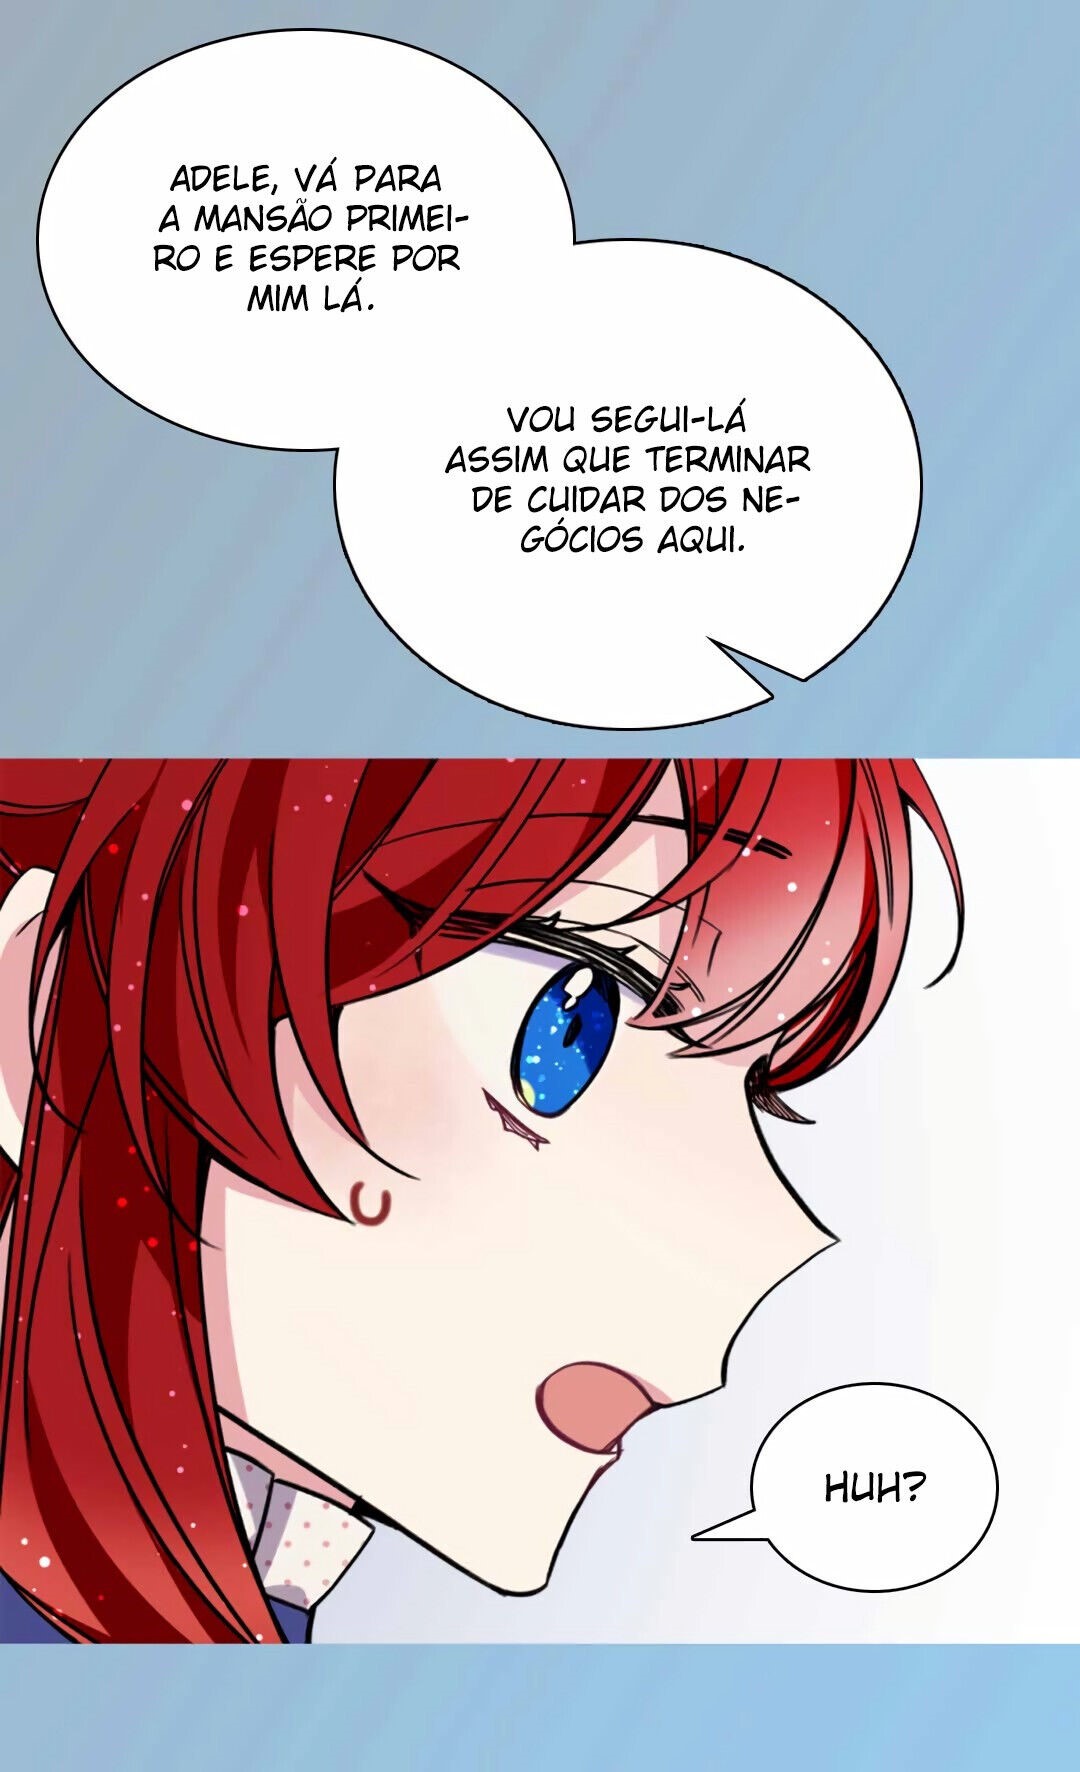 ADELE, VÁ PARA
A MANSÃO PRIMEI-
RO E ESPERE POR
MIM LÁ.
VOU SEGUI-LÁ
ASSIM QUE TERMINAR
DE CUIDAR DOS NE-
GÓCIOS AQUI.
HUH?